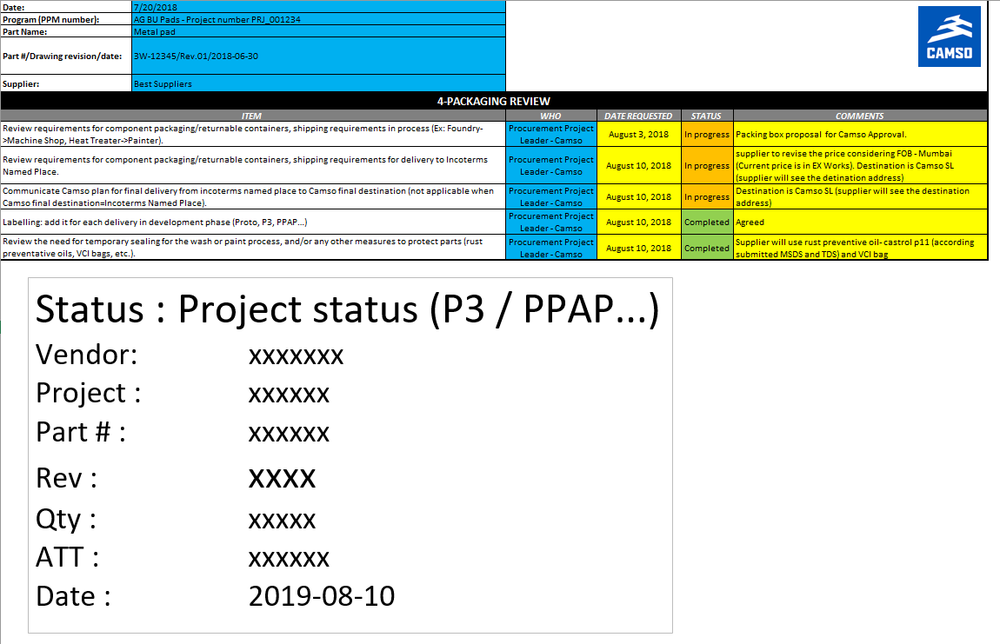 Date: 7/20/2018
Program (PPM number): AG BU Pads - Project number PRJ_001234
Part Name: Metal pad
Part #/Drawing revision/date: 3W-12345/Rev.01/2018-06-30
Supplier: Best Suppliers
CAMSO
4-PACKAGING REVIEW
ITEM WHO DATE REQUESTED STATUS COMMENTS
Review requirements for component packaging/returnable containers, shipping requirements in process (Ex: Foundry-
>Machine Shop, Heat Treater->Painter).
Procurement Project
Leader - Camso
August 3, 2018
In progress
Packing box proposal for Camso Approval.
Review requirements for component packaging/returnable containers, shipping requirements for delivery to Incoterms
Named Place.
Procurement Project
Leader - Camso
August 10, 2018
In progress
supplier to revise the price considering FOB - Mumbai
(Current price is in EX Works). Destination is Camso SL
(supplier will see the detination address)
Communicate Camso plan for final delivery from incoterms named place to Camso final destination (not applicable when
Camso final destination=Incoterms Named Place).
Procurement Project
Leader - Camso
August 10, 2018
In progress
Destination is Camso SL (supplier will see the destination
address)
Labelling: add it for each delivery in development phase (Proto, P3, PPAP...)
Procurement Project
Leader - Camso
August 10, 2018
Completed
Agreed
Review the need for temporary sealing for the wash or paint process, and/or any other measures to protect parts (rust
preventative oils, VCI bags, etc.).
Procurement Project
Leader - Camso
August 10, 2018
Completed
Supplier will use rust preventive oil- castrol p11 (according
submitted MSDS and TDS) and VCI bag
Status : Project status (P3 / PPAP...)
Vendor: xxxxxxx
Project : xxxxxx
Part # : xxxxxx
Rev : xxxx
Qty : xxxxx
ATT : xxxxxx
Date : 2019-08-10